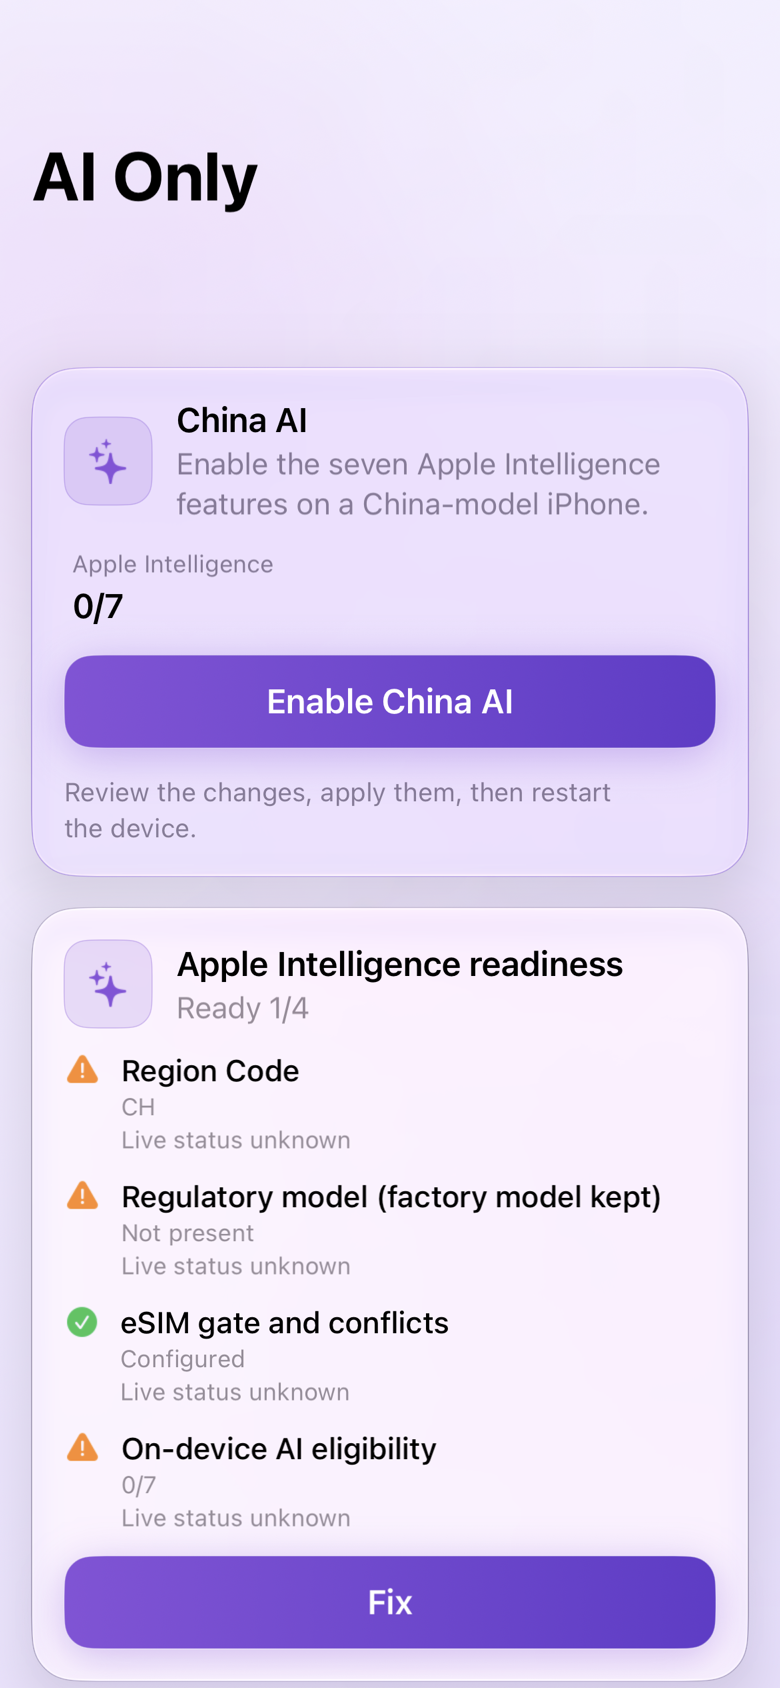 AI Only
China AI
Enable the seven Apple Intelligence
features on a China-model iPhone.
Apple Intelligence
0/7
Enable China AI
Review the changes, apply them, then restart
the device.
Apple Intelligence readiness
Ready 1/4
Region Code
CH
Live status unknown
Regulatory model (factory model kept)
Not present
Live status unknown
eSIM gate and conflicts
Configured
Live status unknown
On-device AI eligibility
0/7
Live status unknown
Fix